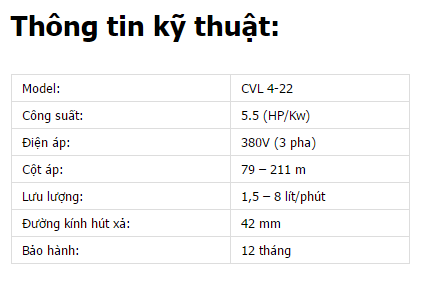 Thông tin kỹ thuật:
Model: CVL 4-22
Công suất: 5.5 (HP/Kw)
Điện áp: 380V (3 pha)
Cột áp: 79 – 211 m
Lưu lượng: 1,5 – 8 lít/phút
Đường kính hút xả: 42 mm
Bảo hành: 12 tháng